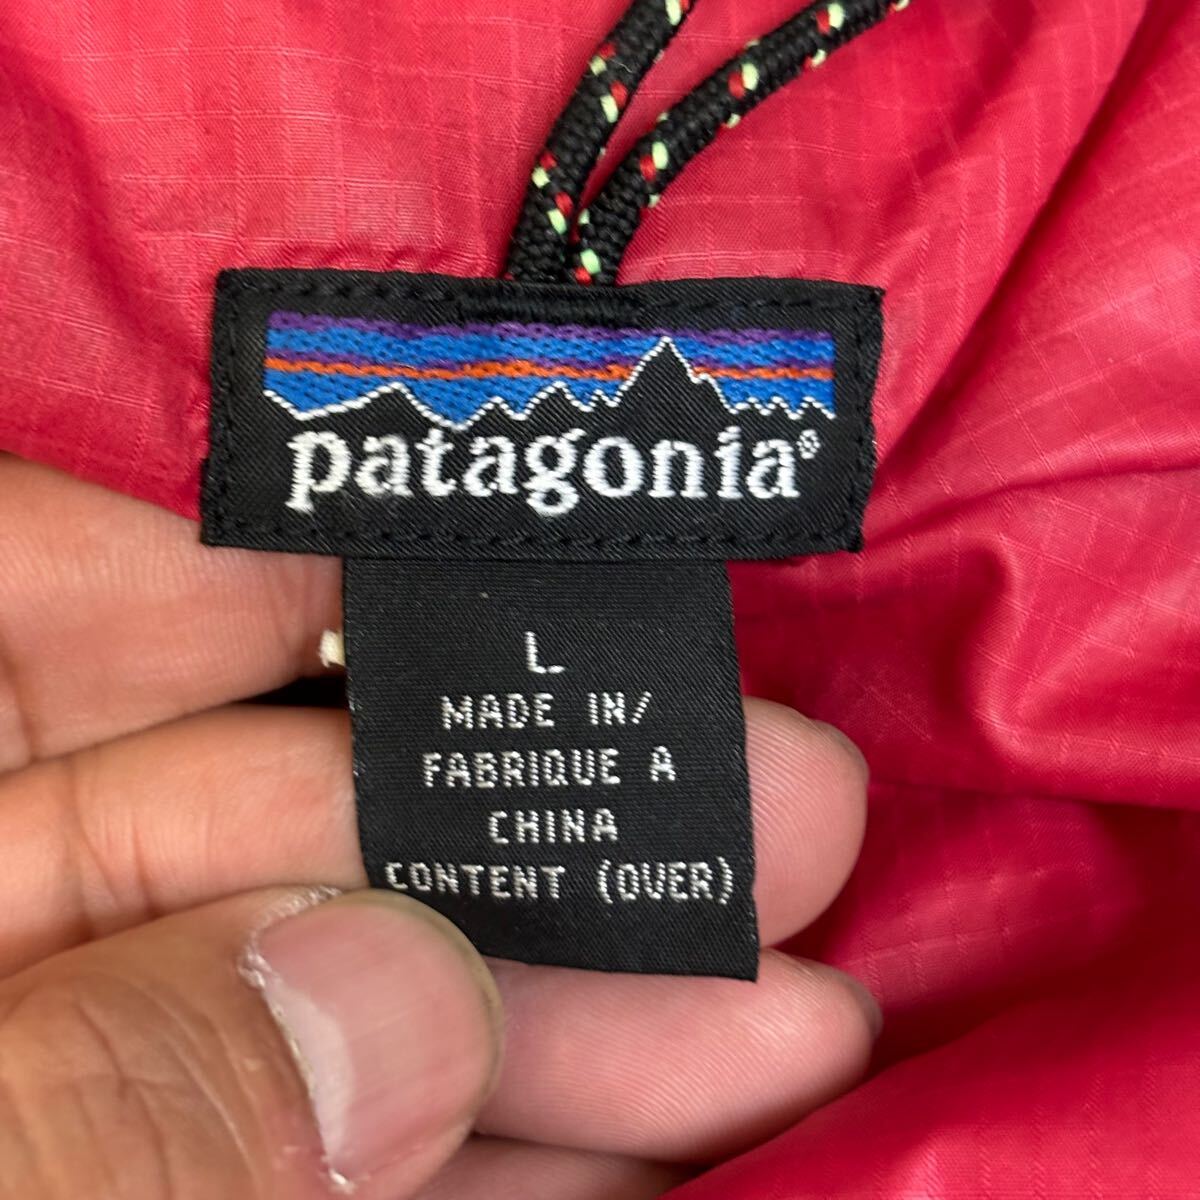 patagonia®
L
MADE IN/
FABRIQUE A
CHINA
CONTENT (OVER)